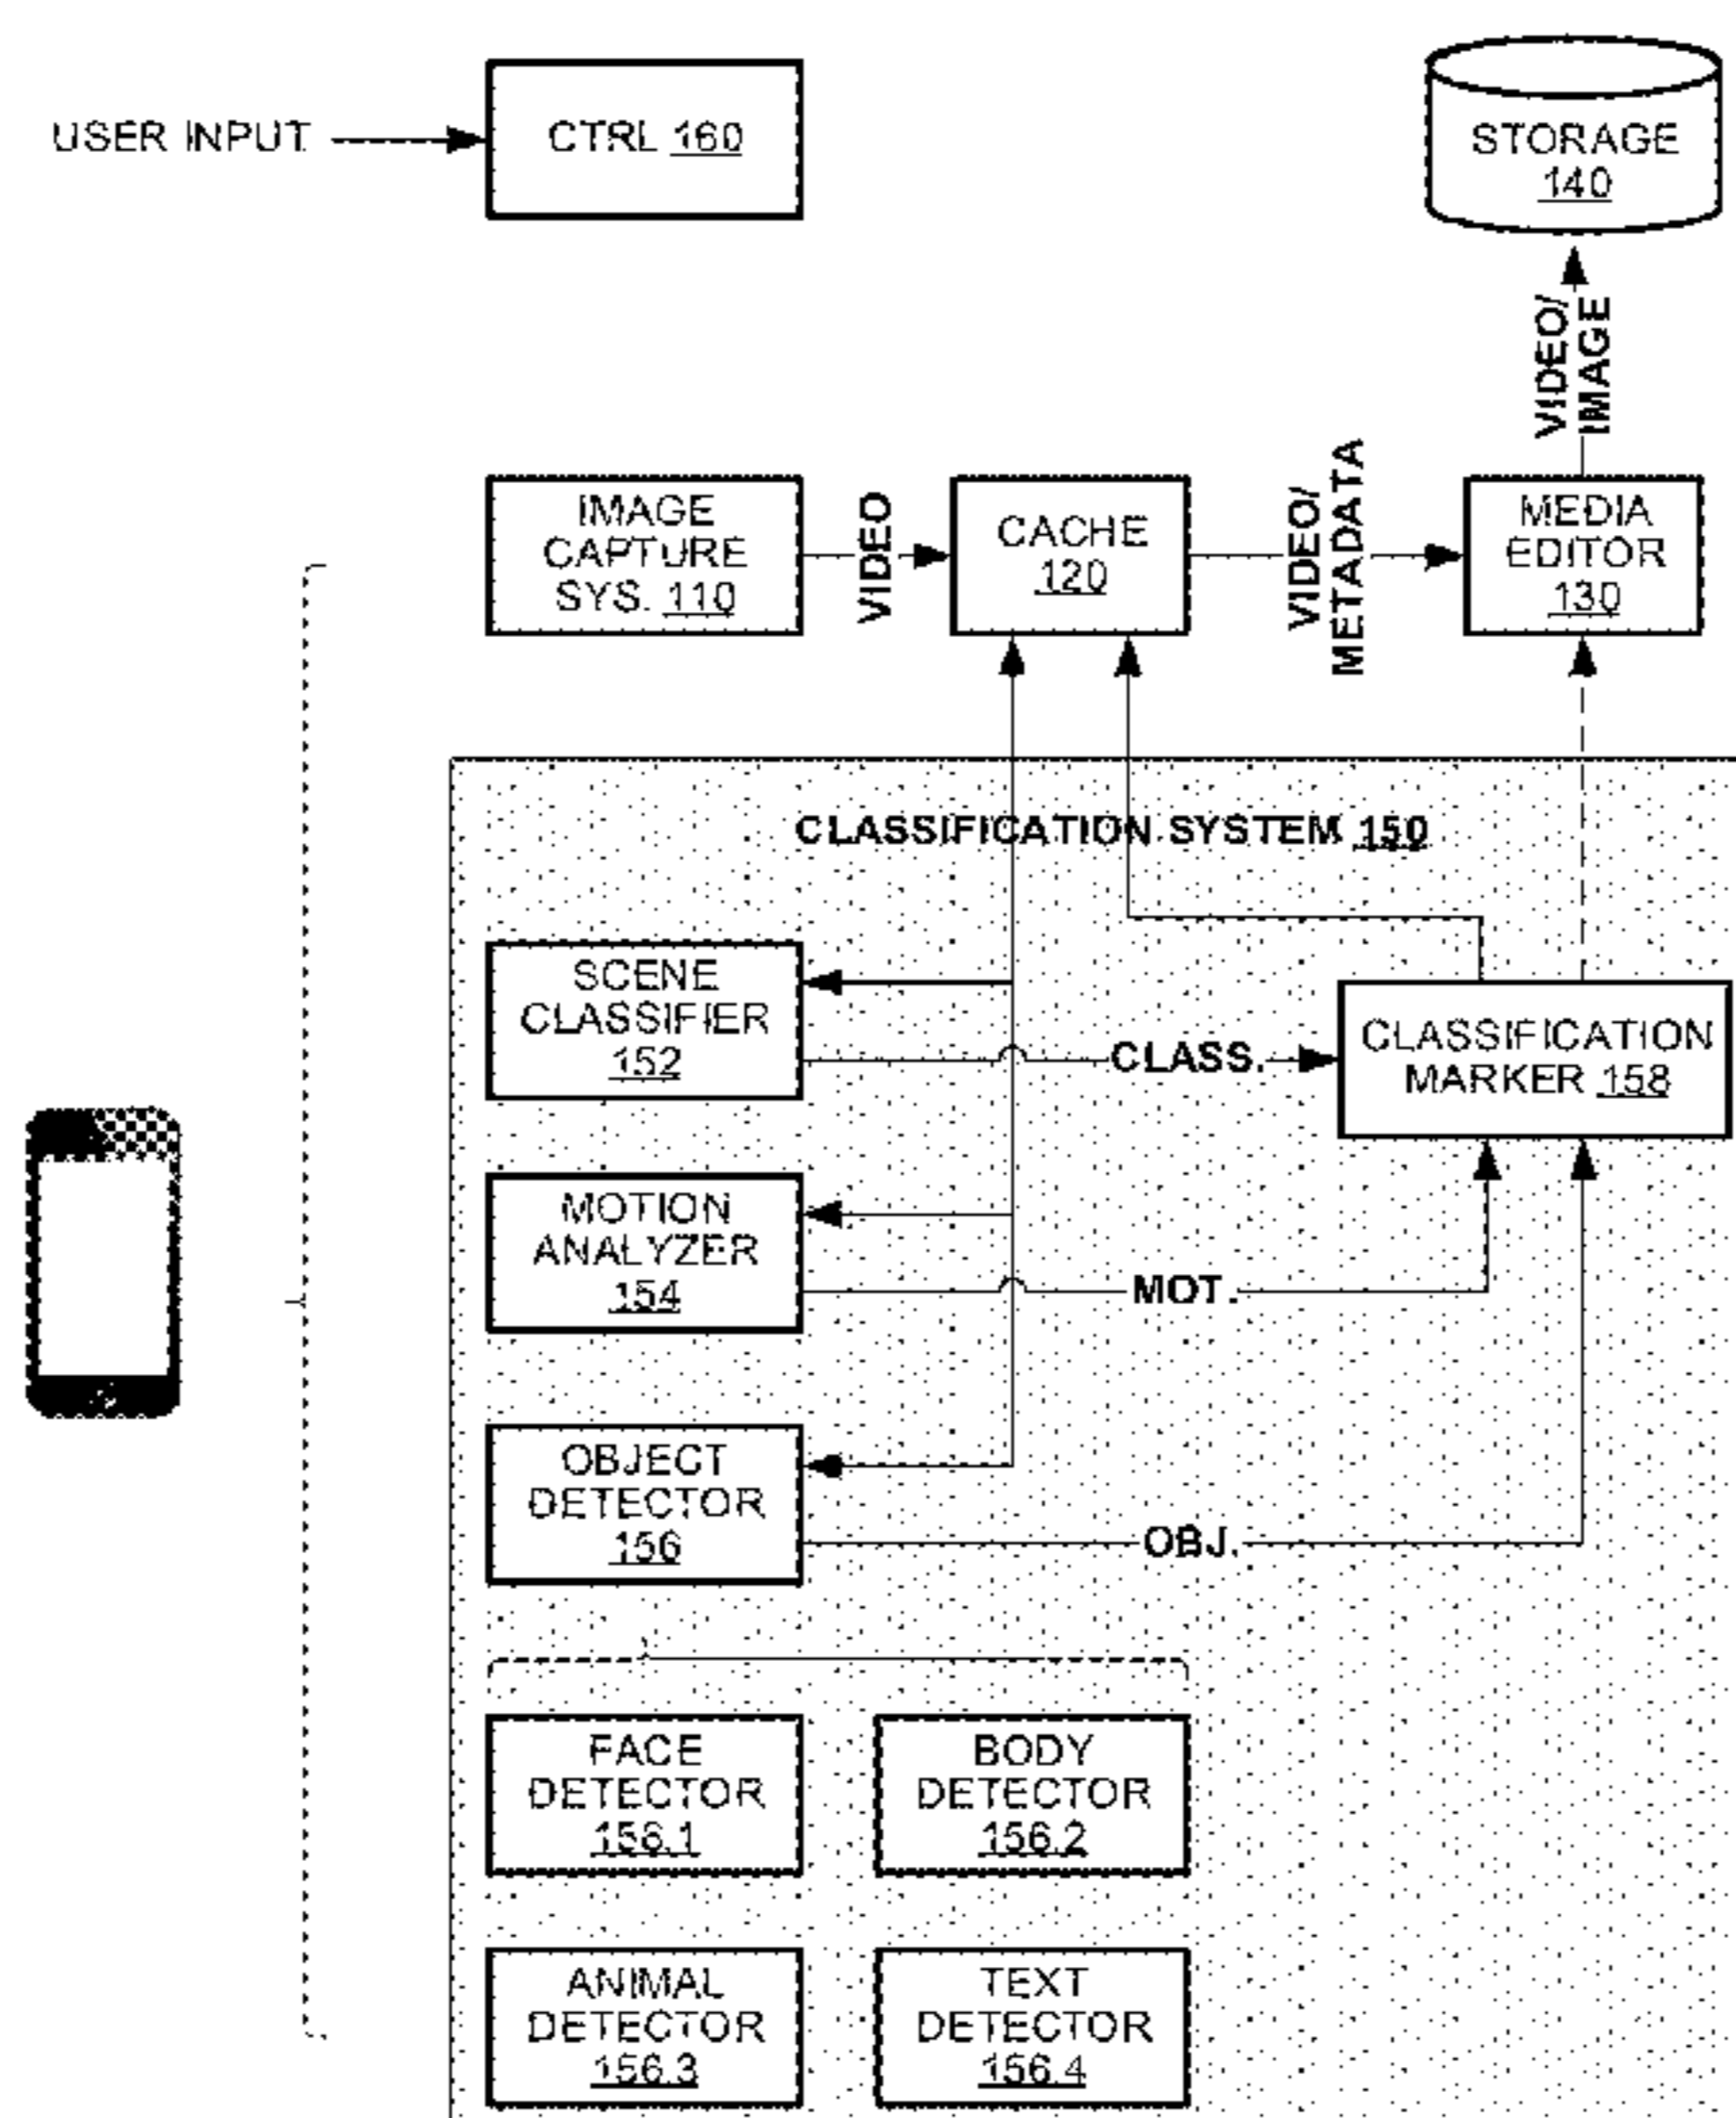 USER INPUT
CTRL 160
STORAGE
140
VIDEO/
IMAGE
IMAGE
CAPTURE
SYS. 110
VIDEO
CACHE
120
VIDEO/
METADATA
MEDIA
EDITOR
130
CLASSIFICATION SYSTEM 150
SCENE
CLASSIFIER
152
CLASS.
CLASSIFICATION
MARKER 158
MOTION
ANALYZER
154
MOT.
OBJECT
DETECTOR
156
OBJ.
FACE
DETECTOR
156.1
BODY
DETECTOR
156.2
ANIMAL
DETECTOR
156.3
TEXT
DETECTOR
156.4